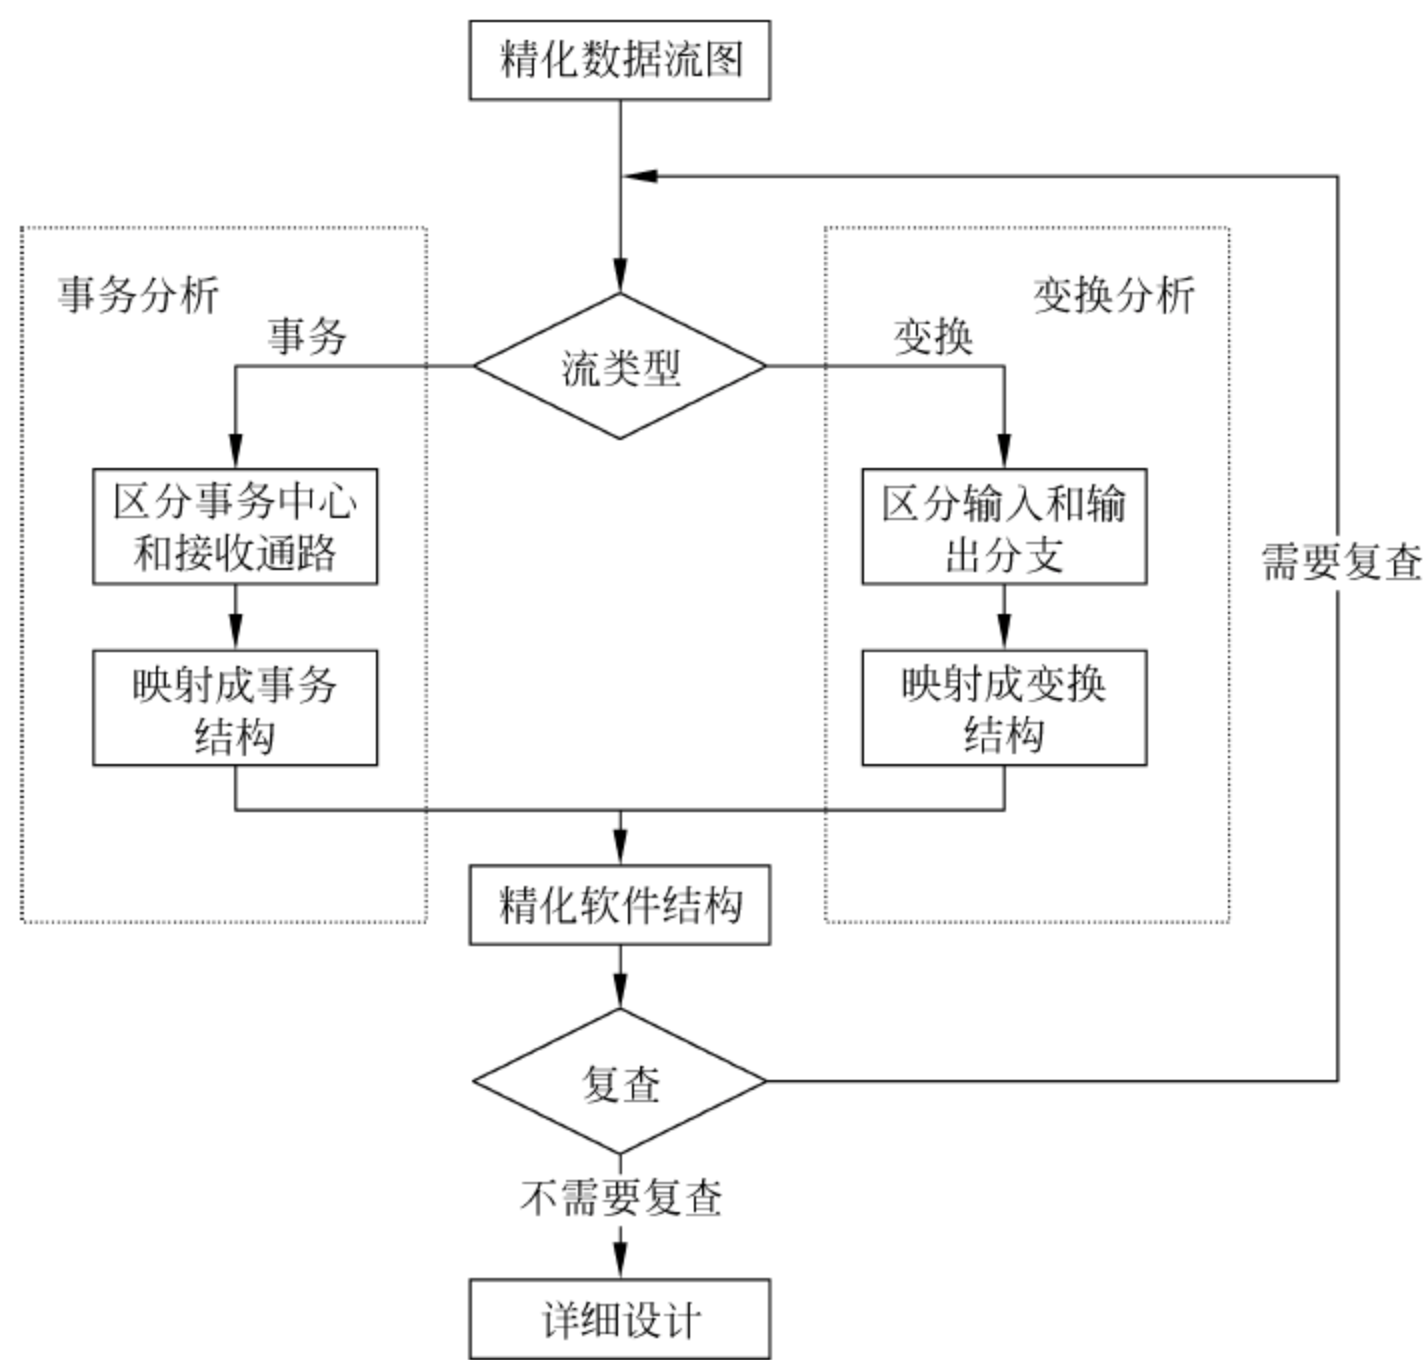 精化数据流图
事务分析
变换分析
事务
变换
流类型
区分事务中心
和接收通路
区分输入和输
出分支
需要复查
映射成事务
结构
映射成变换
结构
精化软件结构
复查
不需要复查
详细设计